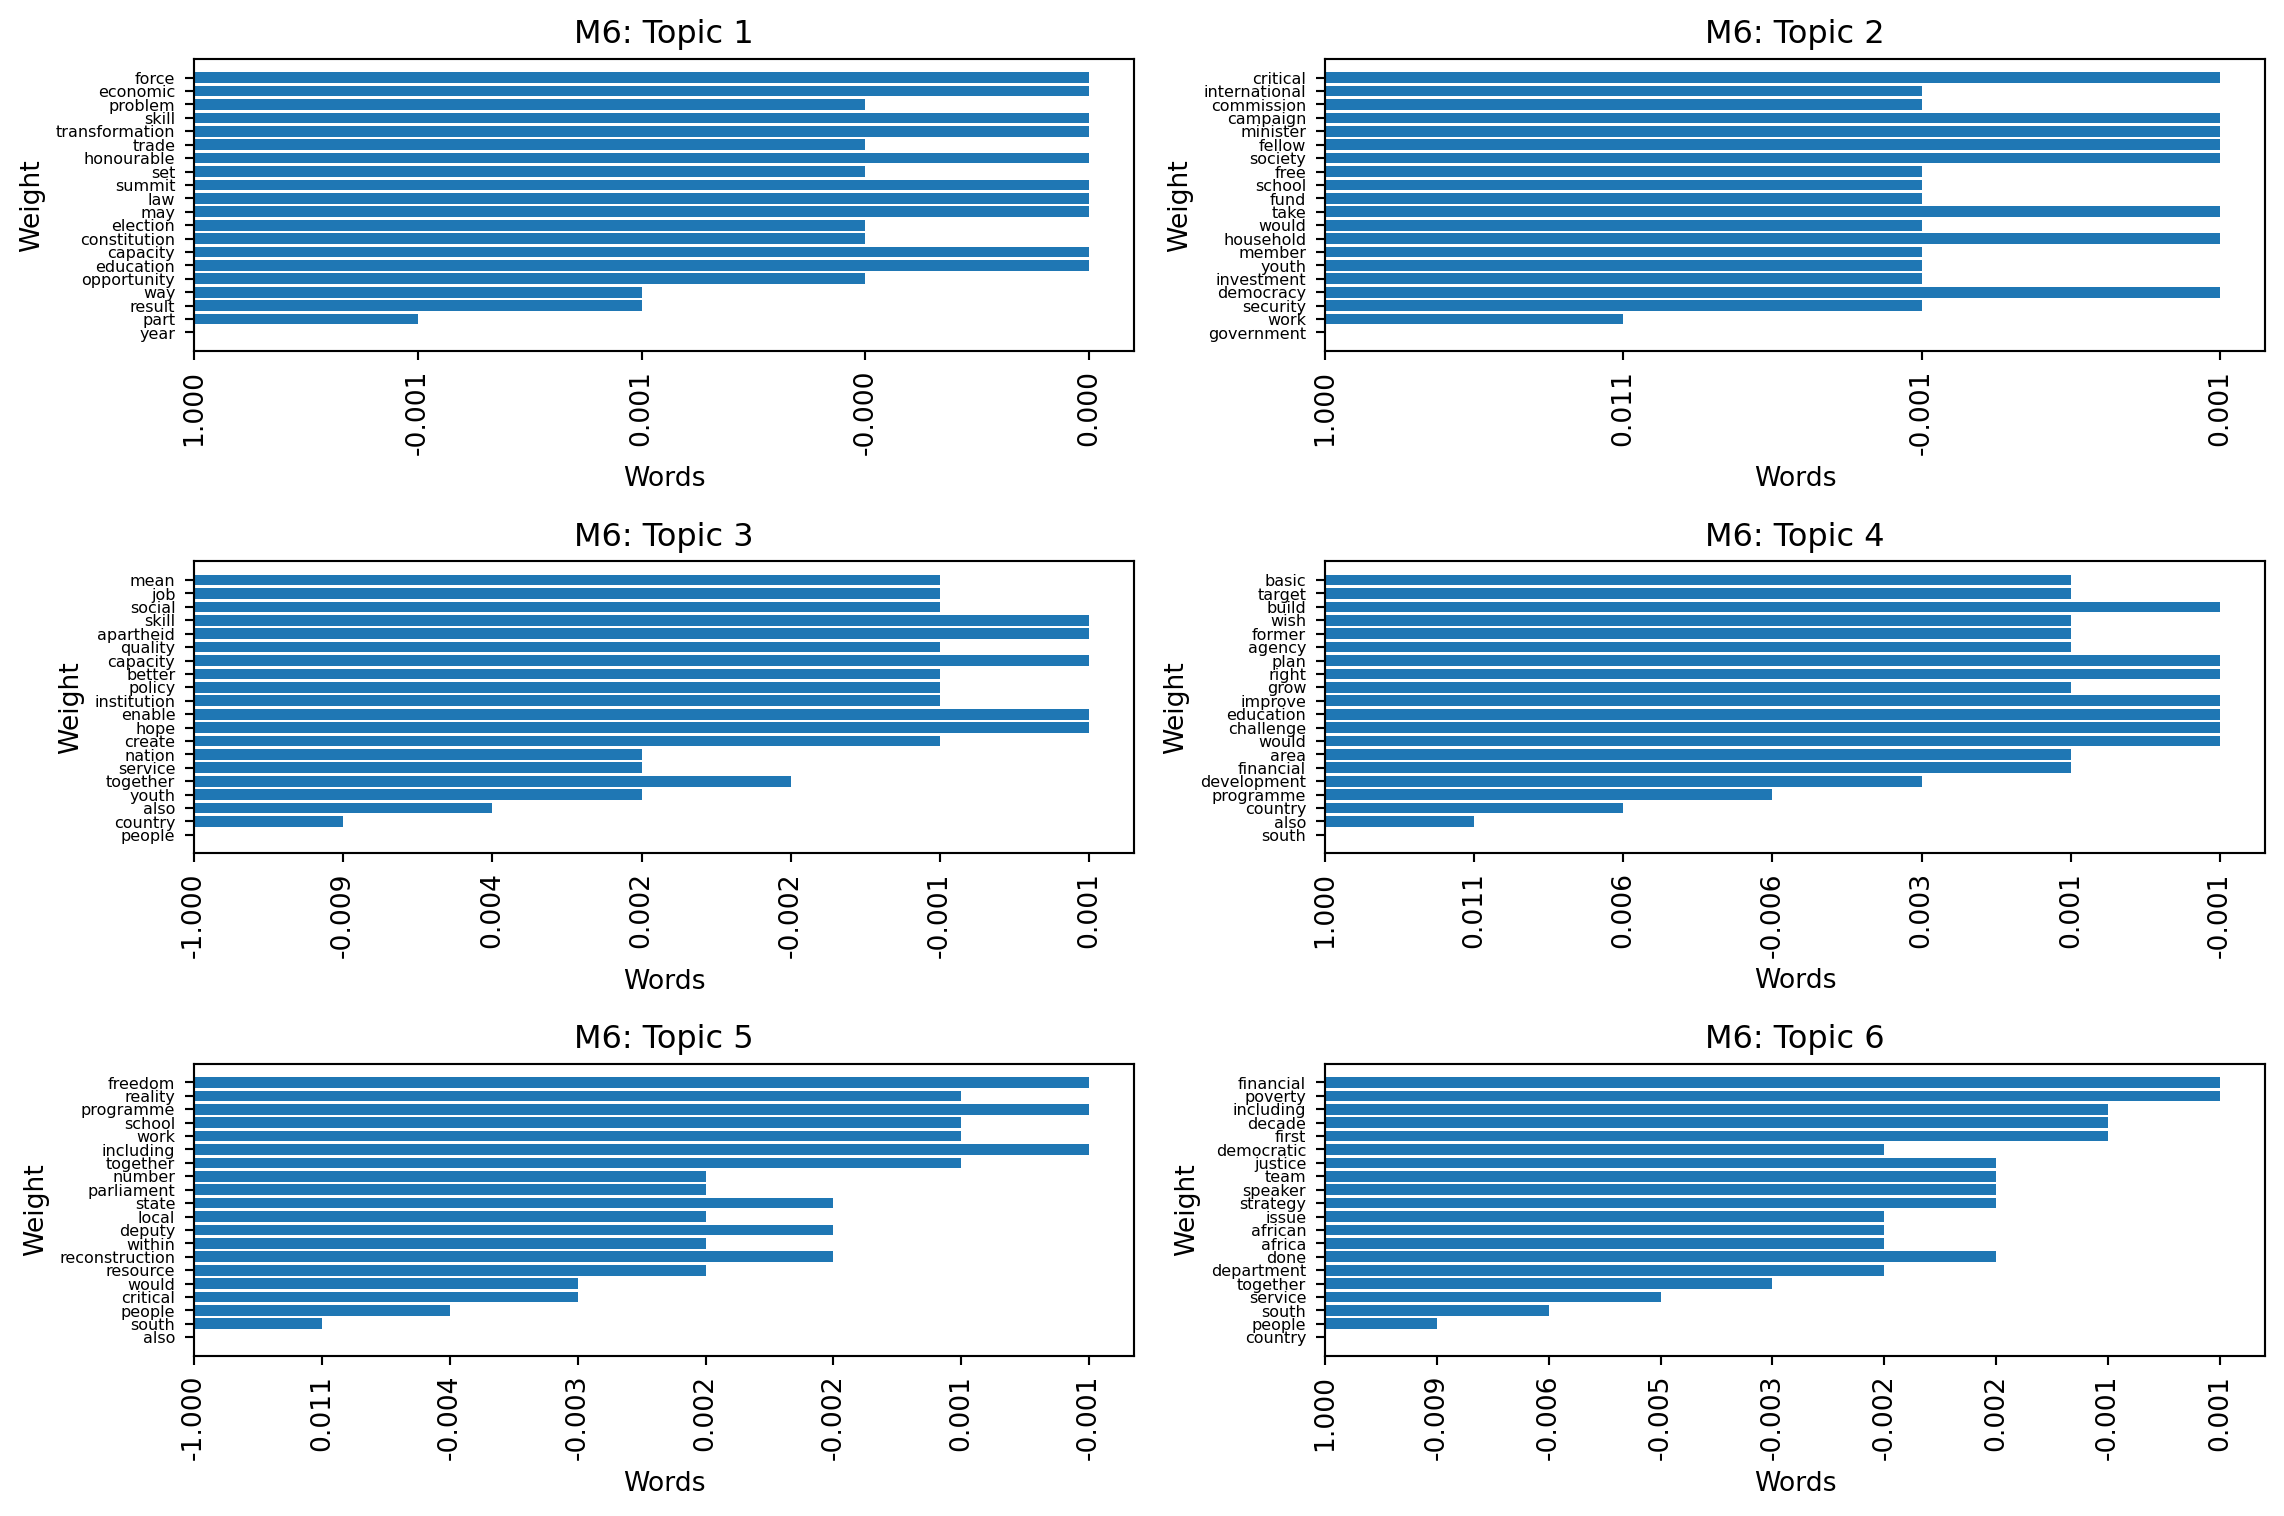 M6: Topic 1
Weight
force
economic
problem
skill
transformation
trade
honourable
set
summit
law
may
election
constitution
capacity
education
opportunity
way
result
part
year
1.000
-0.001
0.001
-0.000
0.000
Words
M6: Topic 2
Weight
critical
international
commission
campaign
minister
fellow
society
free
school
fund
take
would
household
member
youth
investment
democracy
security
work
government
1.000
0.011
-0.001
0.001
Words
M6: Topic 3
Weight
mean
job
social
skill
apartheid
quality
capacity
better
policy
institution
enable
hope
create
nation
service
together
youth
also
country
people
-1.000
-0.009
0.004
0.002
-0.002
-0.001
0.001
Words
M6: Topic 4
Weight
basic
target
build
wish
former
agency
plan
right
grow
improve
education
challenge
would
area
financial
development
programme
country
also
south
1.000
0.011
0.006
-0.006
0.003
0.001
-0.001
Words
M6: Topic 5
Weight
freedom
reality
programme
school
work
including
together
number
parliament
state
local
deputy
within
reconstruction
resource
would
critical
people
south
also
-1.000
0.011
-0.004
-0.003
0.002
-0.002
0.001
-0.001
Words
M6: Topic 6
Weight
financial
poverty
including
decade
first
democratic
justice
team
speaker
strategy
issue
african
africa
done
department
together
service
south
people
country
1.000
-0.009
-0.006
-0.005
-0.003
-0.002
0.002
-0.001
0.001
Words